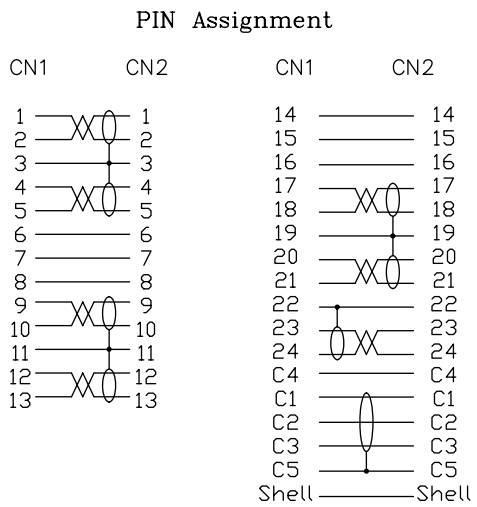 PIN Assignment
CN1 CN2
1 1
2 2
3 3
4 4
5 5
6 6
7 7
8 8
9 9
10 10
11 11
12 12
13 13
CN1 CN2
14 14
15 15
16 16
17 17
18 18
19 19
20 20
21 21
22 22
23 23
24 24
C4 C4
C1 C1
C2 C2
C3 C3
C5 C5
Shell Shell